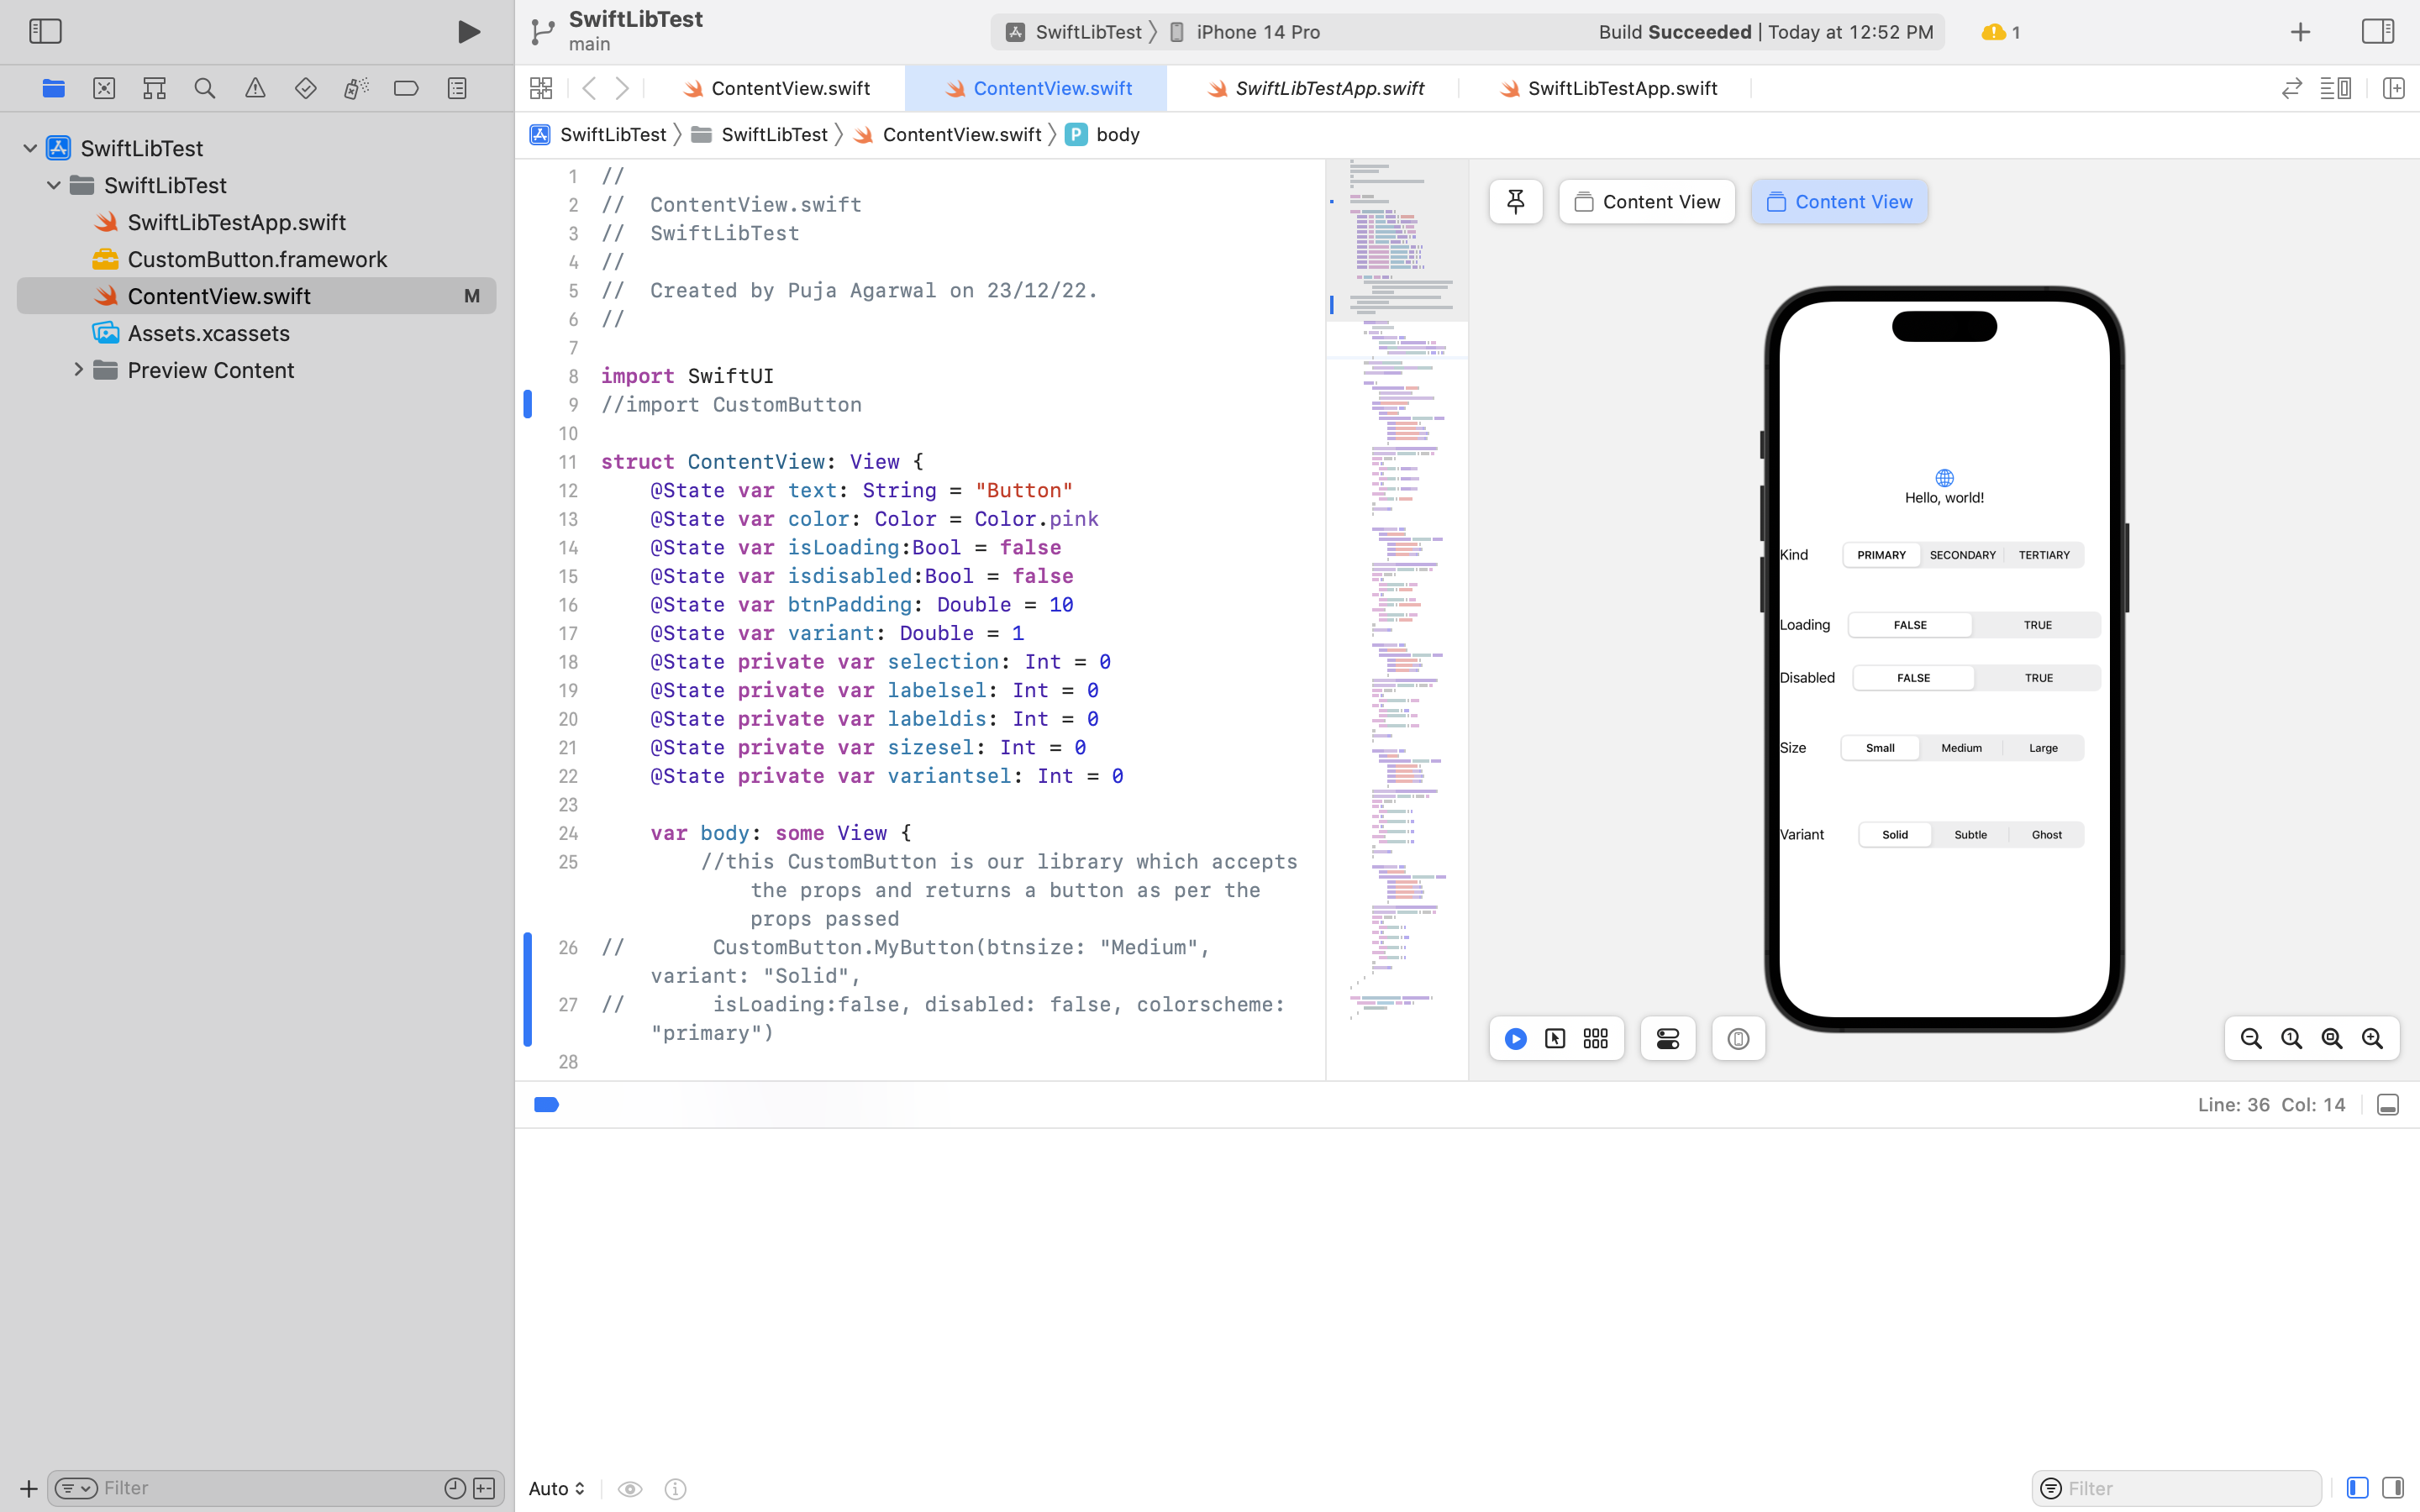 SwiftLibTest
main
SwiftLibTest
iPhone 14 Pro
Build Succeeded | Today at 12:52 PM
1
ContentView.swift
ContentView.swift
SwiftLibTestApp.swift
SwiftLibTestApp.swift
SwiftLibTest
SwiftLibTest
ContentView.swift
P
body
SwiftLibTest
SwiftLibTest
SwiftLibTestApp.swift
CustomButton.framework
ContentView.swift M
Assets.xcassets
Preview Content
1 //
2 //  ContentView.swift
3 //  SwiftLibTest
4 //
5 //  Created by Puja Agarwal on 23/12/22.
6 //
7
8 import SwiftUI
9 //import CustomButton
10
11 struct ContentView: View {
12     @State var text: String = "Button"
13     @State var color: Color = Color.pink
14     @State var isLoading:Bool = false
15     @State var isdisabled:Bool = false
16     @State var btnPadding: Double = 10
17     @State var variant: Double = 1
18     @State private var selection: Int = 0
19     @State private var labelsel: Int = 0
20     @State private var labeldis: Int = 0
21     @State private var sizesel: Int = 0
22     @State private var variantsel: Int = 0
23
24     var body: some View {
25         //this CustomButton is our library which accepts
the props and returns a button as per the
props passed
26 //       CustomButton.MyButton(btnsize: "Medium",
variant: "Solid",
27 //       isLoading:false, disabled: false, colorscheme:
"primary")
28
Content View
Content View
Hello, world!
Kind PRIMARY SECONDARY TERTIARY
Loading FALSE TRUE
Disabled FALSE TRUE
Size Small Medium Large
Variant Solid Subtle Ghost
Line: 36 Col: 14
Filter
Auto
Filter